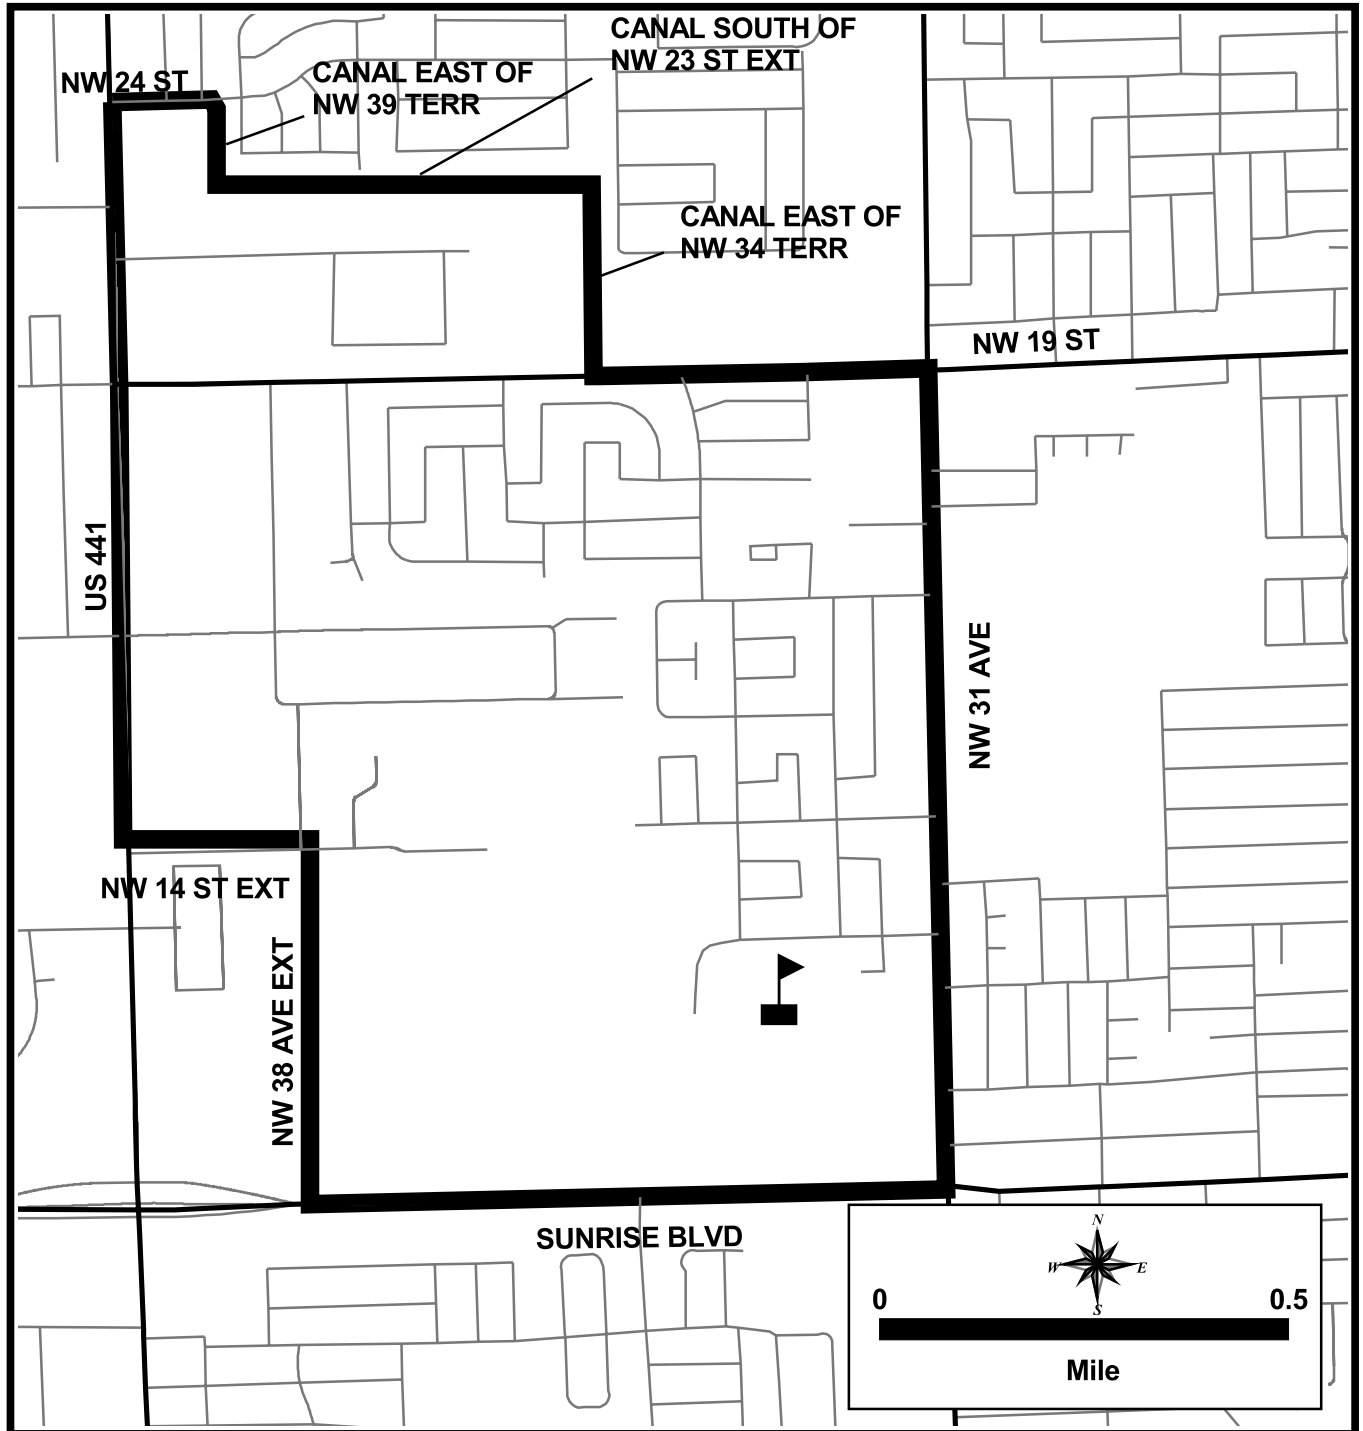 CANAL SOUTH OF
NW 23 ST EXT
NW 24 ST
CANAL EAST OF
NW 39 TERR
CANAL EAST OF
NW 34 TERR
NW 19 ST
US 441
NW 31 AVE
NW 14 ST EXT
NW 38 AVE EXT
SUNRISE BLVD
N
W
E
S
0
0.5
Mile